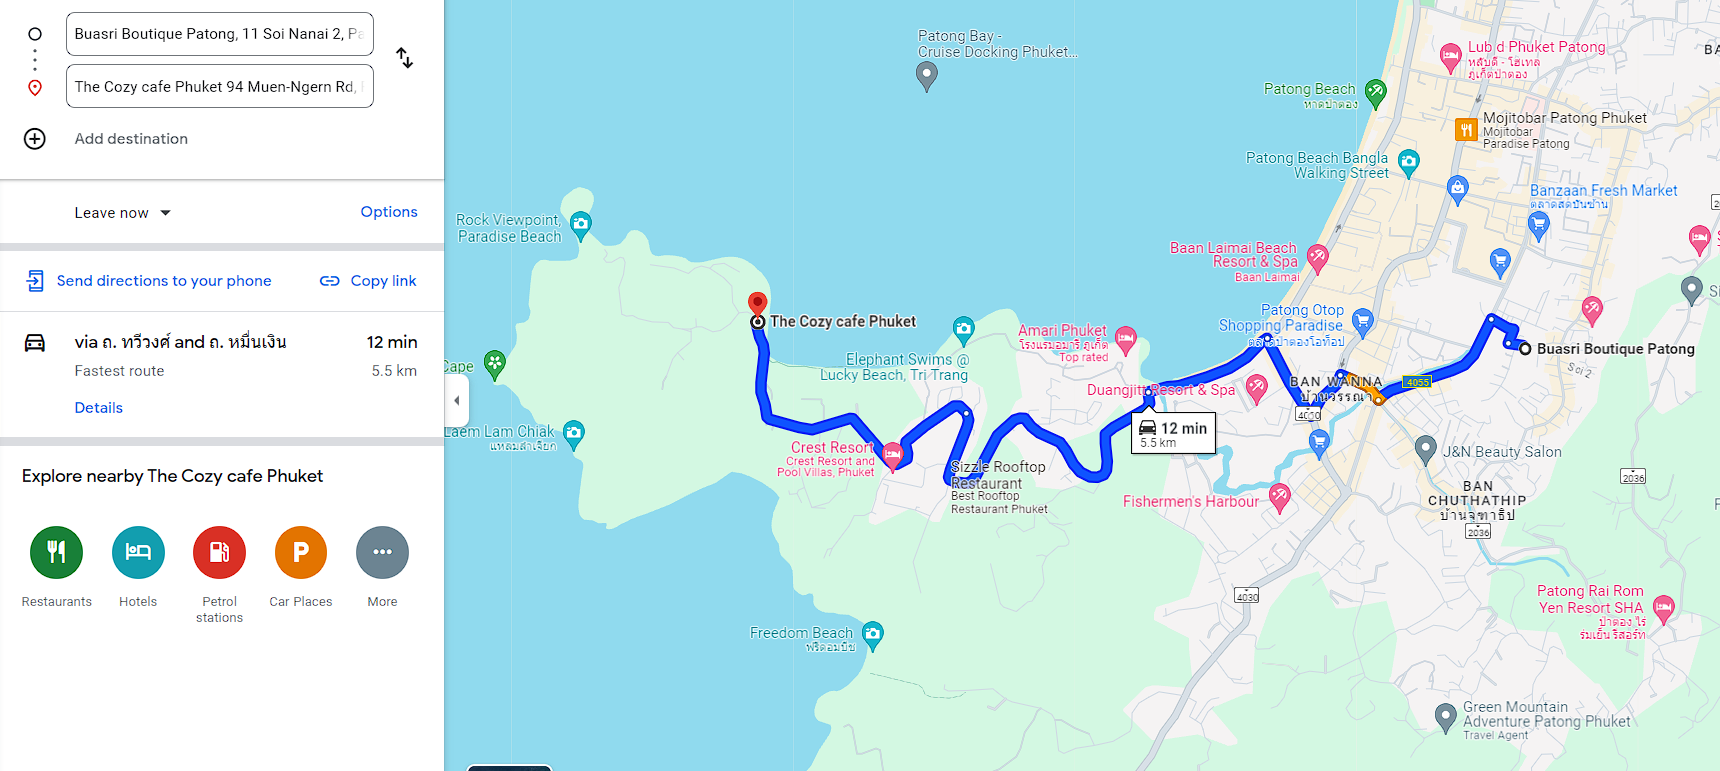 Buasri Boutique Patong, 11 Soi Nanai 2, Pa
The Cozy cafe Phuket 94 Muen-Ngern Rd,
Add destination
Leave now
Options
Send directions to your phone
Copy link
via ถ. ทวีวงศ์ and ถ. หมื่นเงิน
12 min
Fastest route
5.5 km
Details
Explore nearby The Cozy cafe Phuket
P
Restaurants
Hotels
Petrol
stations
Car Places
More
Patong Bay -
Cruise Docking Phuket...
Lub d Phuket Patong
หลับดี - โฮเทล
ภูเก็ตป่าตอง
BA
Patong Beach
หาดป่าตอง
Mojitobar Patong Phuket
Mojitobar
Paradise Patong
Patong Beach Bangla
Walking Street
Banzaan Fresh Market
ตลาดสดบันซ้าน
2
Rock Viewpoint,
Paradise Beach
Baan Laimai Beach
Resort & Spa
Baan Laimai
S
Si
Patong Otop
Shopping Paradise
ตลาดป่าตองโอท็อป
The Cozy cafe Phuket
Amari Phuket
โรงแรมอมารี ภูเก็ต
Top rated
Buasri Boutique Patong
Soi 2
Cape
Elephant Swims @
Lucky Beach, Tri Trang
Duangjitt Resort & Spa
BAN WANNA
บ้านวรรณา
4055
12 min
5.5 km
Laem Lam Chiak
แหลมลำเจียก
Crest Resort
Crest Resort and
Pool Villas, Phuket
J&N Beauty Salon
Sizzle Rooftop
Restaurant
Best Rooftop
Restaurant Phuket
2036
BAN
CHUTHATHIP
บ้านจุฑาธิป
Fishermen's Harbour
2036
4030
Patong Rai Rom
Yen Resort SHA
ป่าตอง ไร่
ร่มเย็น รีสอร์ท
Freedom Beach
ฟรีดอมบีช
Green Mountain
Adventure Patong Phuket
Travel Agent